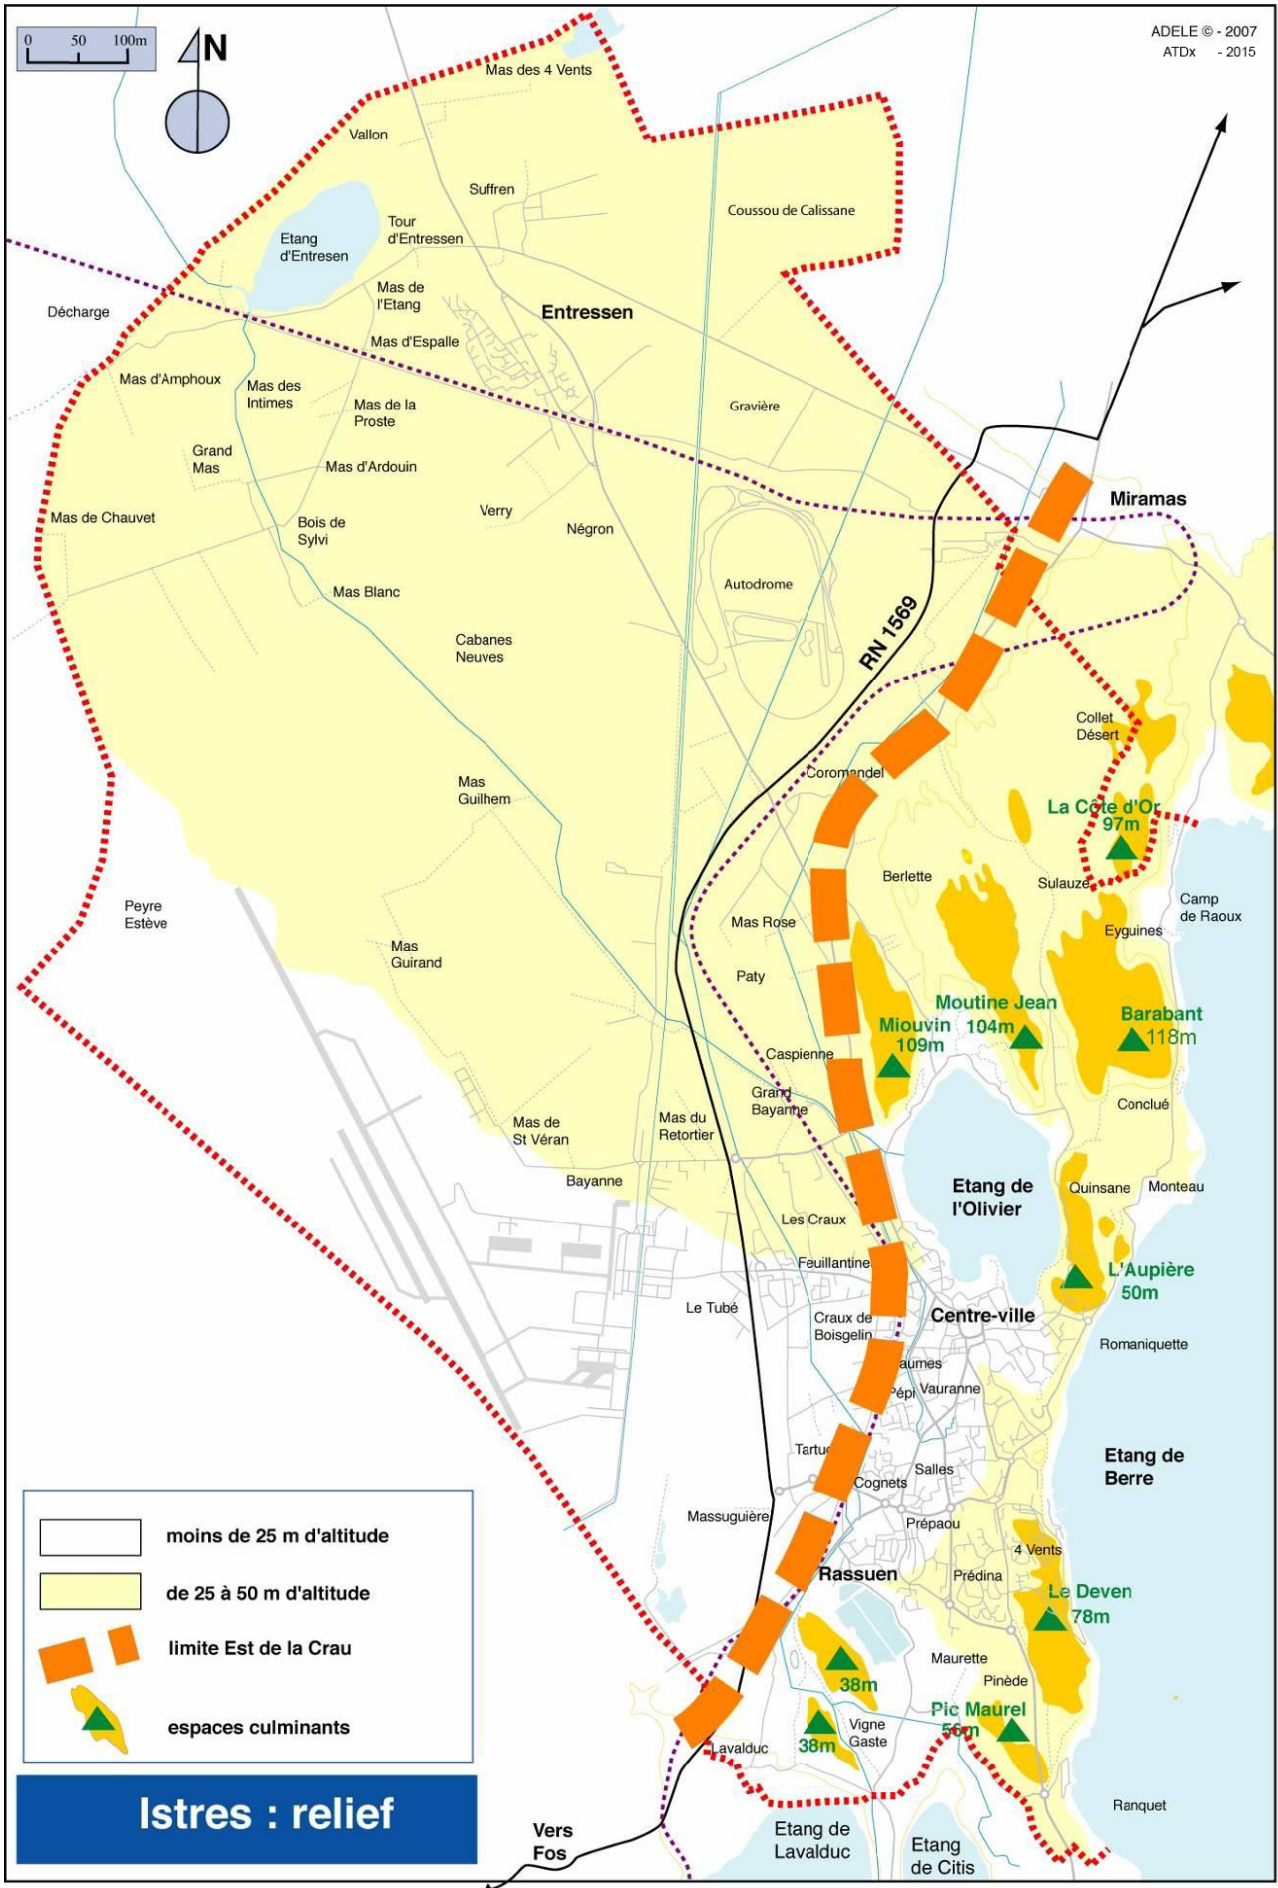 0 50 100m
N
ADELE © - 2007
ATDx - 2015
Mas des 4 Vents
Vallon
Suffren
Coussou de Calissane
Tour
d'Entressen
Etang
d'Entresen
Mas de
l'Etang
Décharge
Entressen
Mas d'Espalle
Mas d'Amphoux
Mas des
Intimes
Mas de la
Proste
Gravière
Grand
Mas
Mas d'Ardouin
Miramas
Mas de Chauvet
Bois de
Sylvi
Verry
Négron
Autodrome
Mas Blanc
RN 1569
Cabanes
Neuves
Collet
Désert
Coromandel
Mas
Guilhem
La Côte d'Or
97m
Berlette
Sulauze
Camp
de Raoux
Peyre
Estève
Mas Rose
Eyguines
Mas
Guirand
Paty
Moutine Jean
104m
Barabant
118m
Miouvin
109m
Caspienne
Grand
Bayanne
Conclué
Mas de
St Véran
Mas du
Retortier
Bayanne
Etang de
l'Olivier
Quinsane
Monteau
Les Craux
Feuillantine
L'Aupière
50m
Le Tubé
Craux de
Boisgelin
Centre-ville
Romaniquette
aumes
Pépi
Vauranne
Tartug
Etang de
Berre
Salles
Cognets
Massuguière
Prépaou
4 Vents
Rassuen
Prédina
Le Deven
78m
Maurette
38m
Pinède
Pic Maurel
56m
38m
Vigne
Gaste
Lavalduc
Ranquet
Etang de
Lavalduc
Etang
de Citis
Vers
Fos
moins de 25 m d'altitude
de 25 à 50 m d'altitude
limite Est de la Crau
espaces culminants
Istres : relief